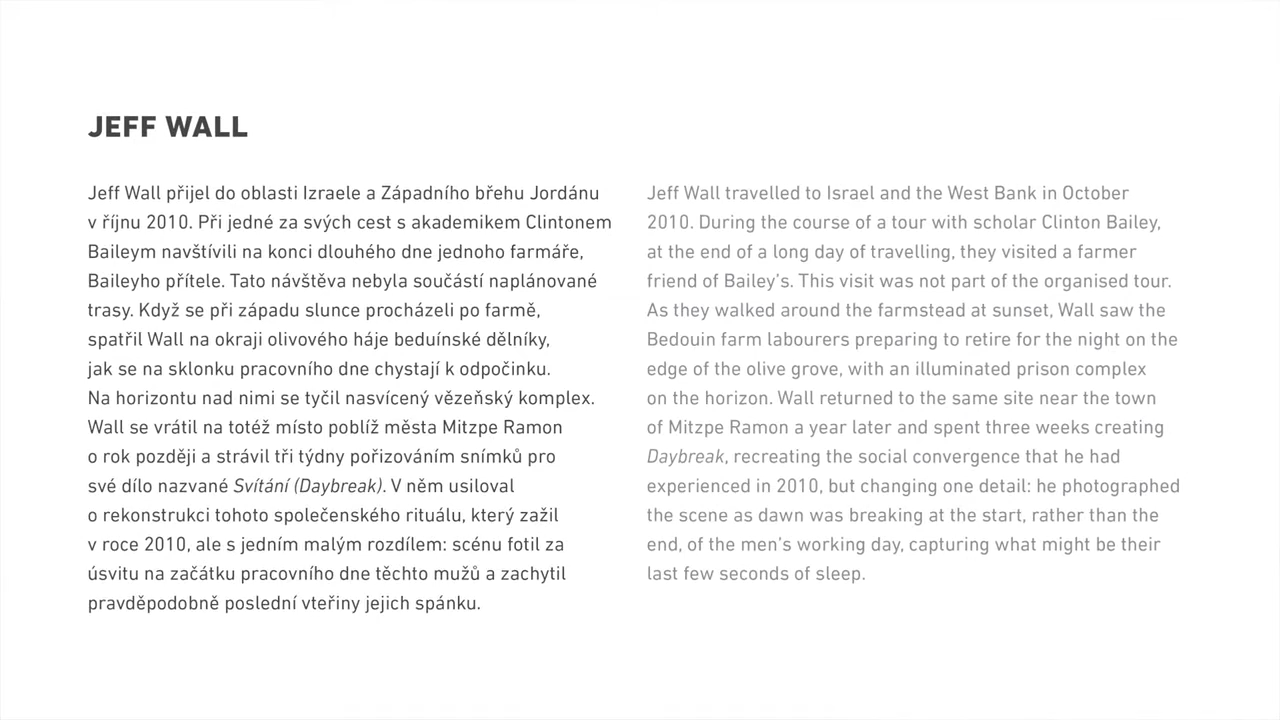 JEFF WALL
Jeff Wall přijel do oblasti Izraele a Západního břehu Jordánu
v říjnu 2010. Při jedné za svých cest s akademikem Clintonem
Baileym navštívili na konci dlouhého dne jednoho farmáře,
Baileyho přítele. Tato návštěva nebyla součástí naplánované
trasy. Když se při západu slunce procházeli po farmě,
spatřil Wall na okraji olivového háje beduínské dělníky,
jak se na sklonku pracovního dne chystají k odpočinku.
Na horizontu nad nimi se tyčil nasvícený vězeňský komplex.
Wall se vrátil na totéž místo poblíž města Mitzpe Ramon
o rok později a strávil tři týdny pořizováním snímků pro
své dílo nazvané Svítání (Daybreak). V něm usiloval
o rekonstrukci tohoto společenského rituálu, který zažil
v roce 2010, ale s jedním malým rozdílem: scénu fotil za
úsvitu na začátku pracovního dne těchto mužů a zachytil
pravděpodobně poslední vteřiny jejich spánku.
Jeff Wall travelled to Israel and the West Bank in October
2010. During the course of a tour with scholar Clinton Bailey,
at the end of a long day of travelling, they visited a farmer
friend of Bailey's. This visit was not part of the organised tour.
As they walked around the farmstead at sunset, Wall saw the
Bedouin farm labourers preparing to retire for the night on the
edge of the olive grove, with an illuminated prison complex
on the horizon. Wall returned to the same site near the town
of Mitzpe Ramon a year later and spent three weeks creating
Daybreak, recreating the social convergence that he had
experienced in 2010, but changing one detail: he photographed
the scene as dawn was breaking at the start, rather than the
end, of the men's working day, capturing what might be their
last few seconds of sleep.